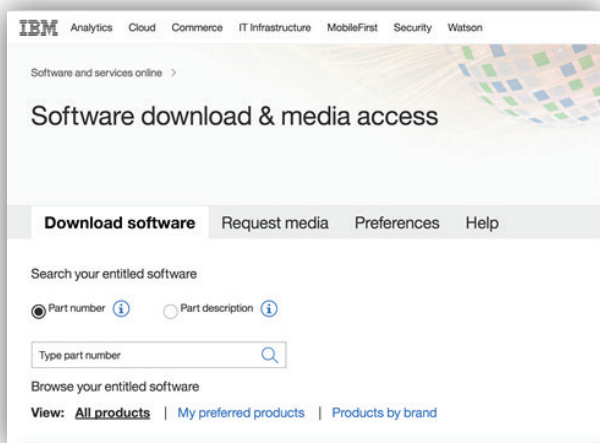 IBM Analytics Cloud Commerce IT Infrastructure MobileFirst Security Watson
Software and services online >
Software download & media access
Download software Request media Preferences Help
Search your entitled software
Part number i Part description i
Type part number
Browse your entitled software
View: All products | My preferred products | Products by brand